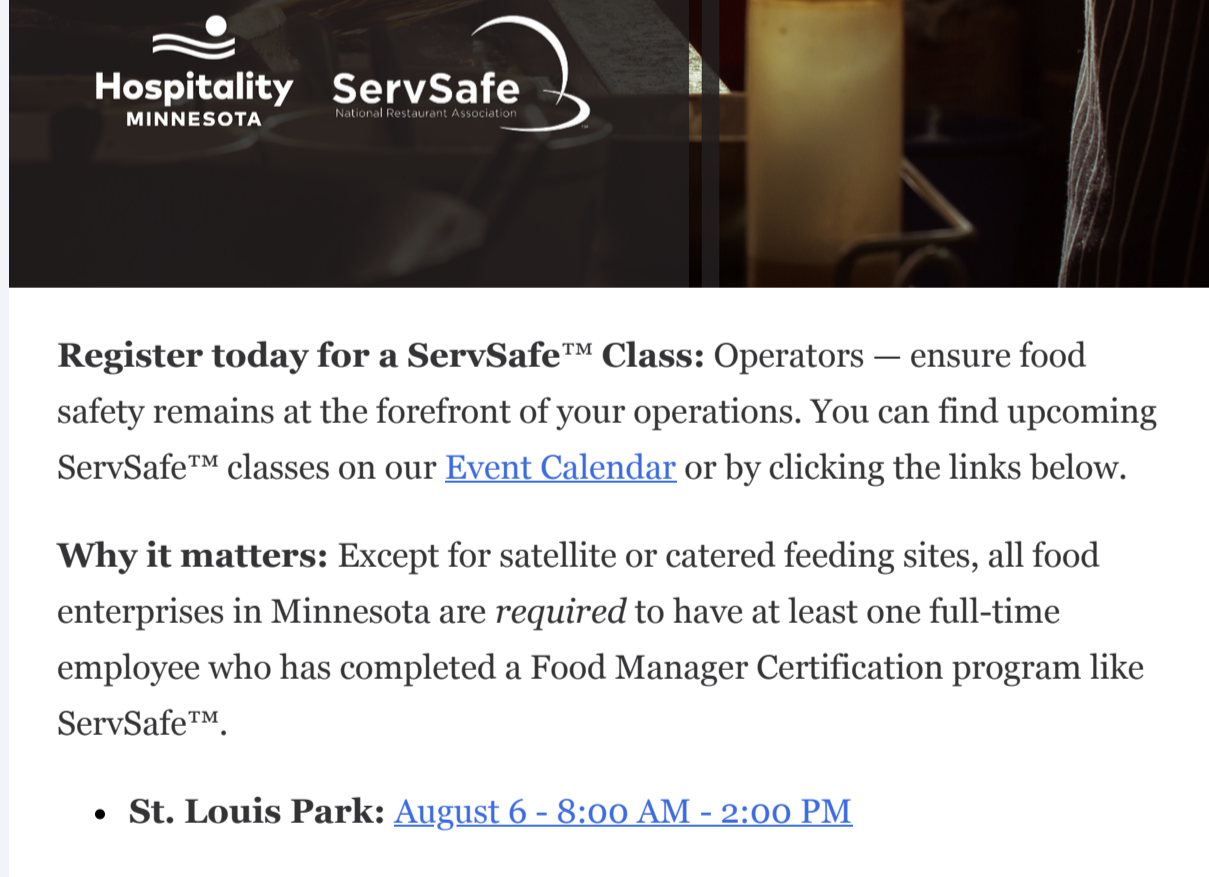 Hospitality
MINNESOTA
ServSafe
National Restaurant Association
Register today for a ServSafe™ Class: Operators — ensure food
safety remains at the forefront of your operations. You can find upcoming
ServSafe™ classes on our Event Calendar or by clicking the links below.
Why it matters: Except for satellite or catered feeding sites, all food
enterprises in Minnesota are required to have at least one full-time
employee who has completed a Food Manager Certification program like
ServSafe™.
• St. Louis Park: August 6 - 8:00 AM - 2:00 PM